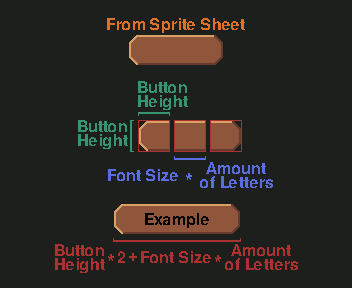 From Sprite Sheet
Button
Height
Button
Height
Font Size * Amount
of Letters
Example
Button
Height * 2 + Font Size * Amount
of Letters